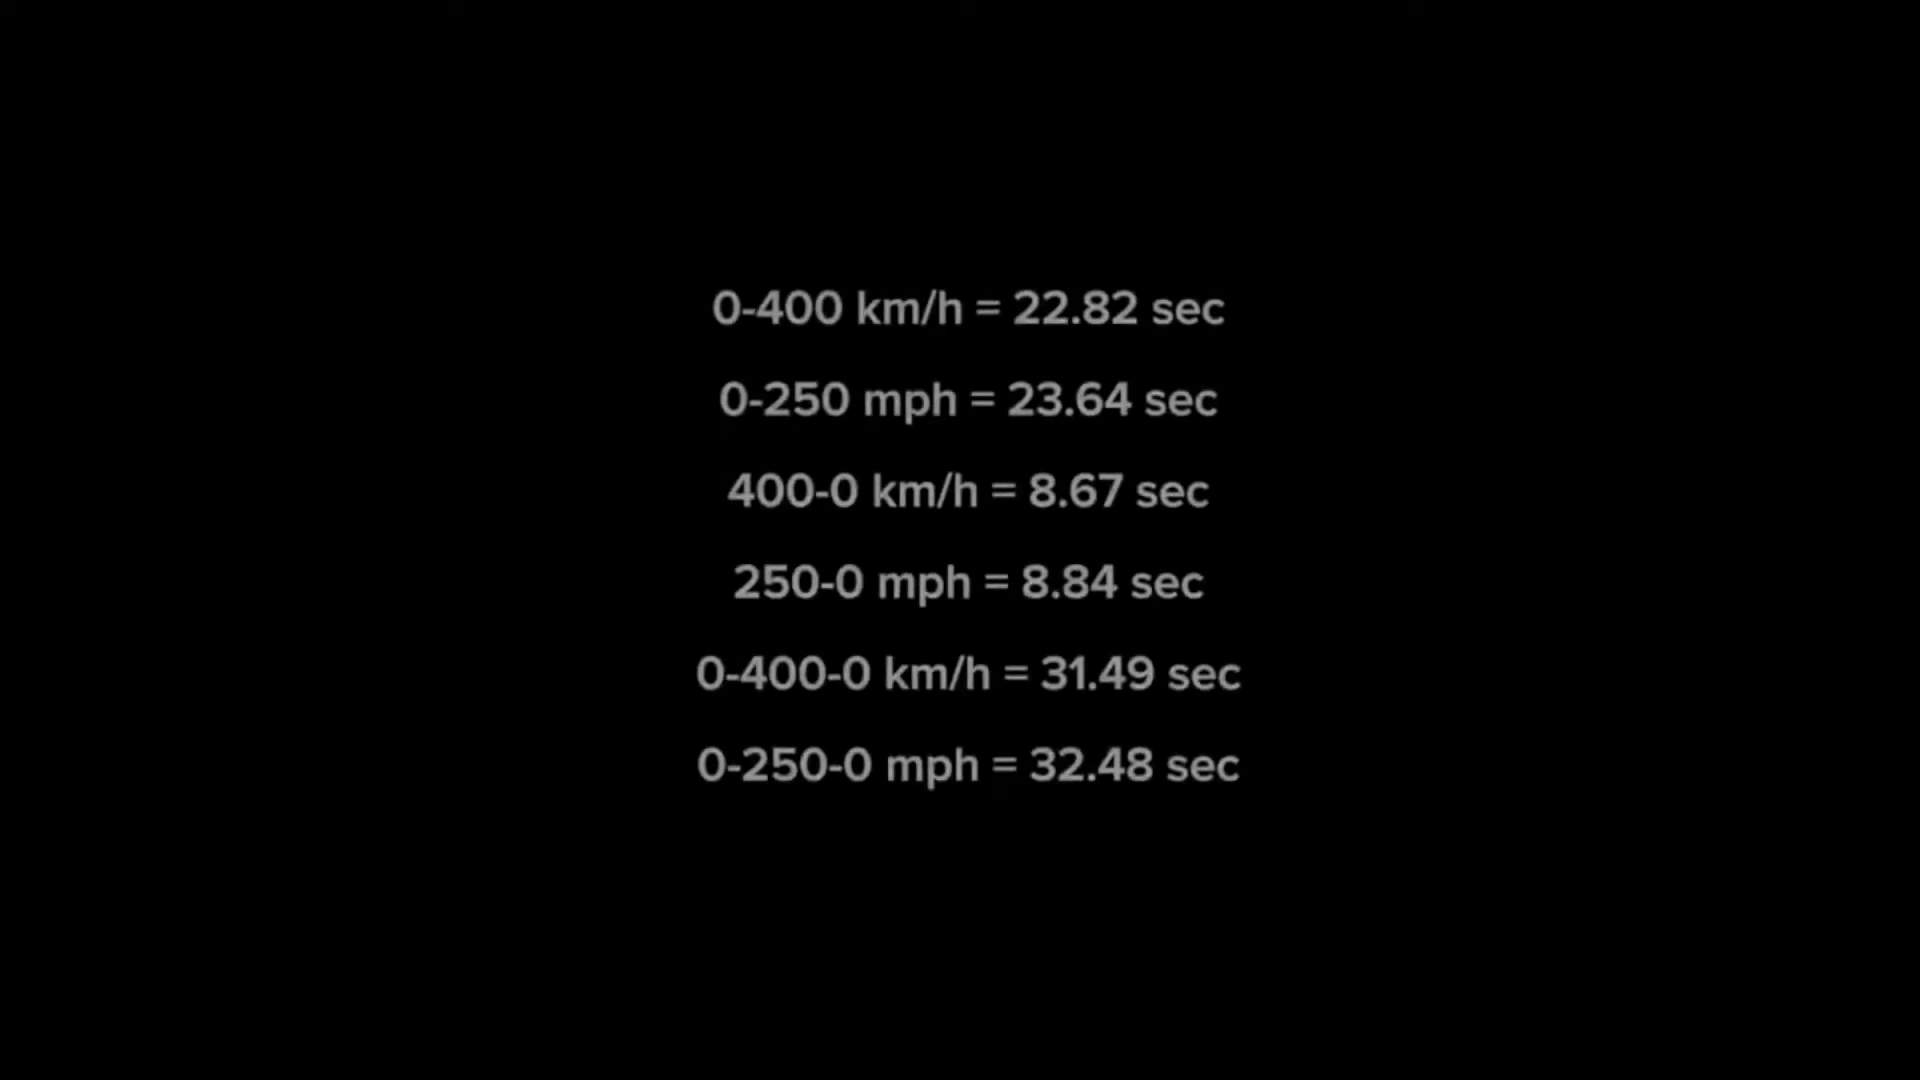 0-400 km/h = 22.82 sec
0-250 mph = 23.64 sec
400-0 km/h = 8.67 sec
250-0 mph = 8.84 sec
0-400-0 km/h = 31.49 sec
0-250-0 mph = 32.48 sec